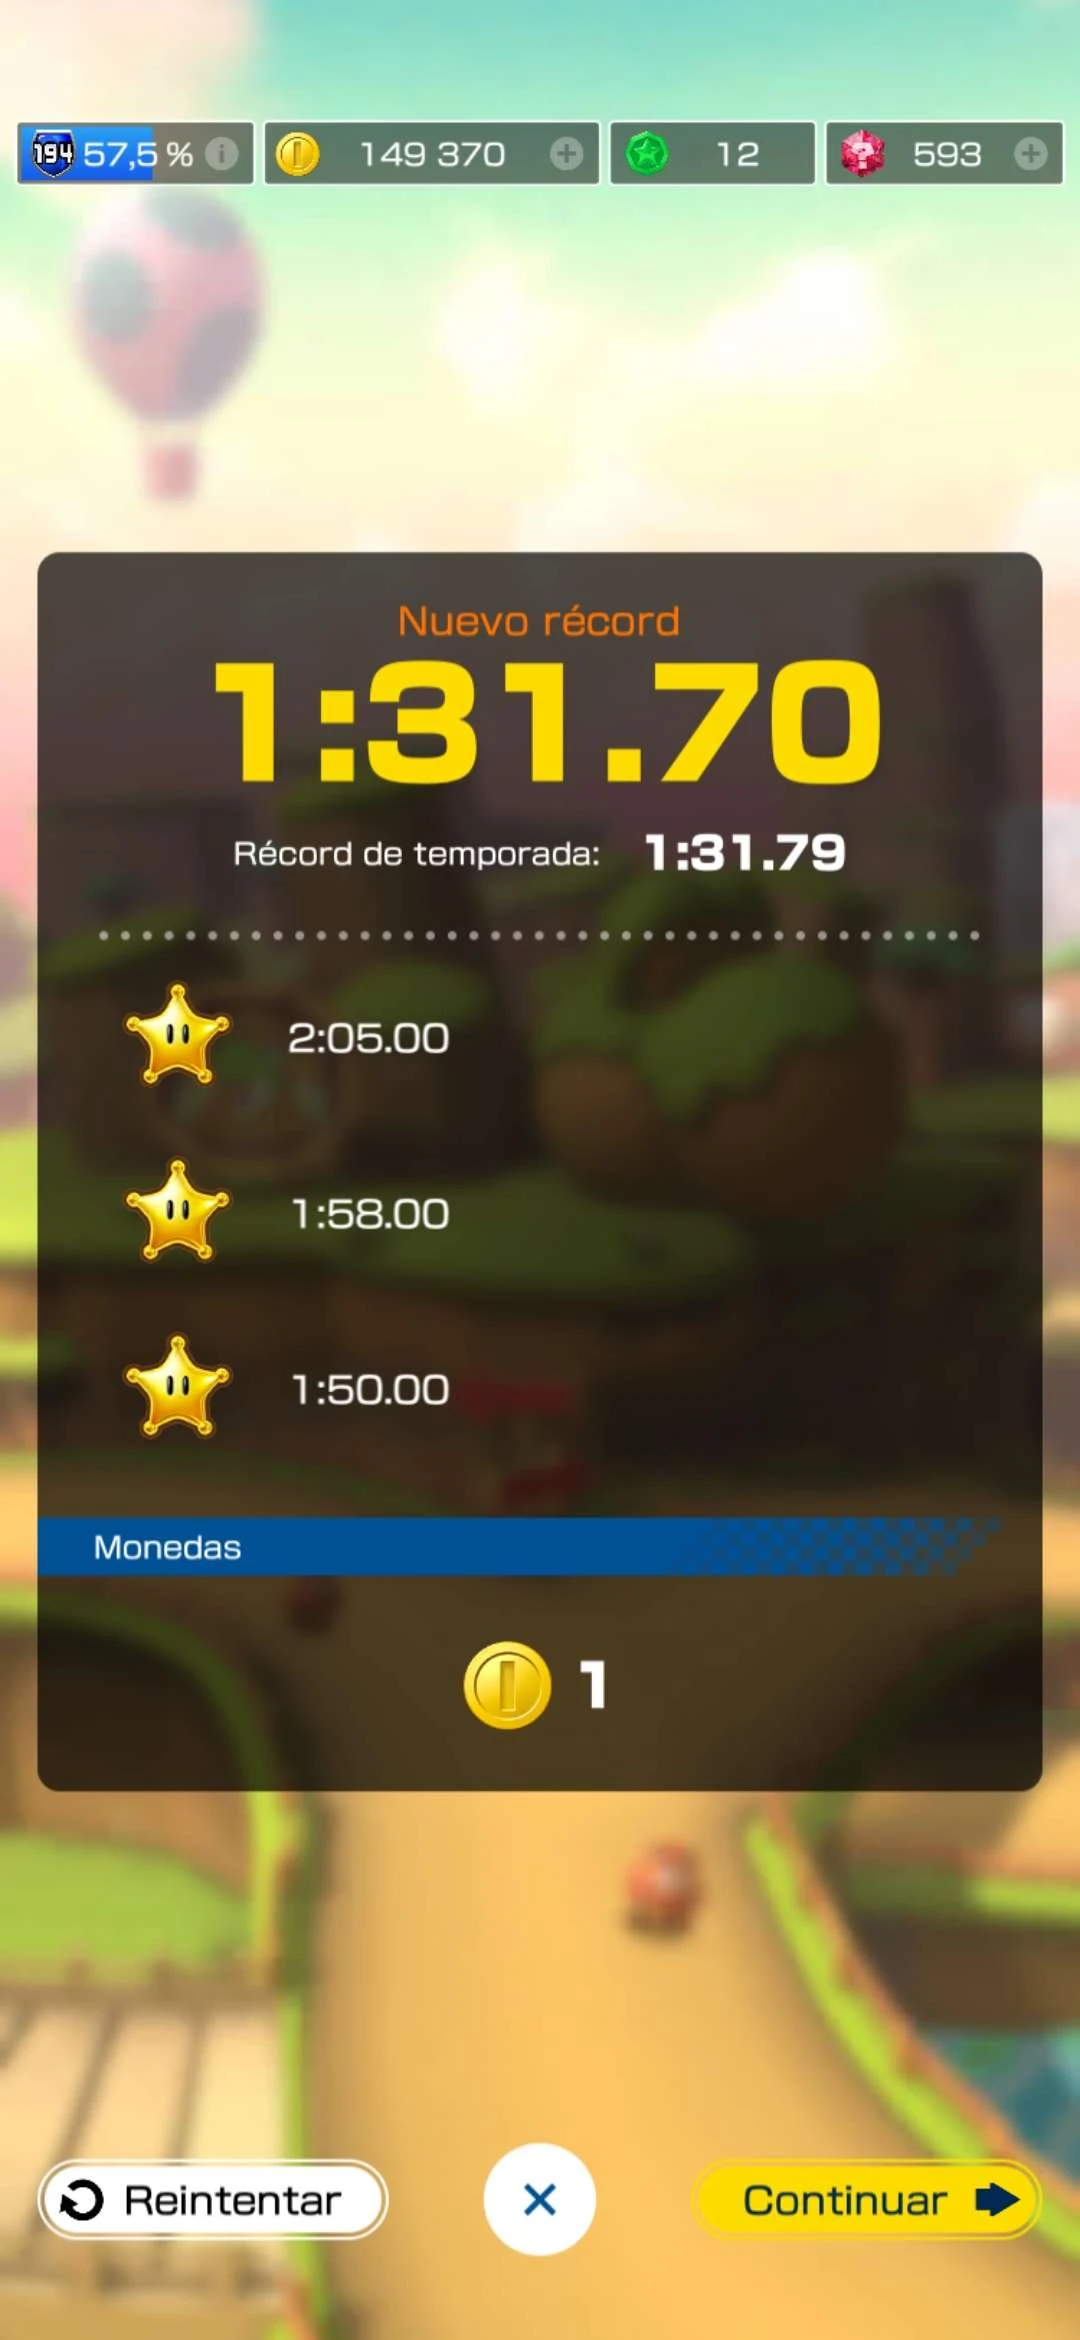 194 57,5 % 149 370 12 593
Nuevo récord
1:31.70
Récord de temporada: 1:31.79
2:05.00
1:58.00
1:50.00
Monedas
1
Reintentar × Continuar